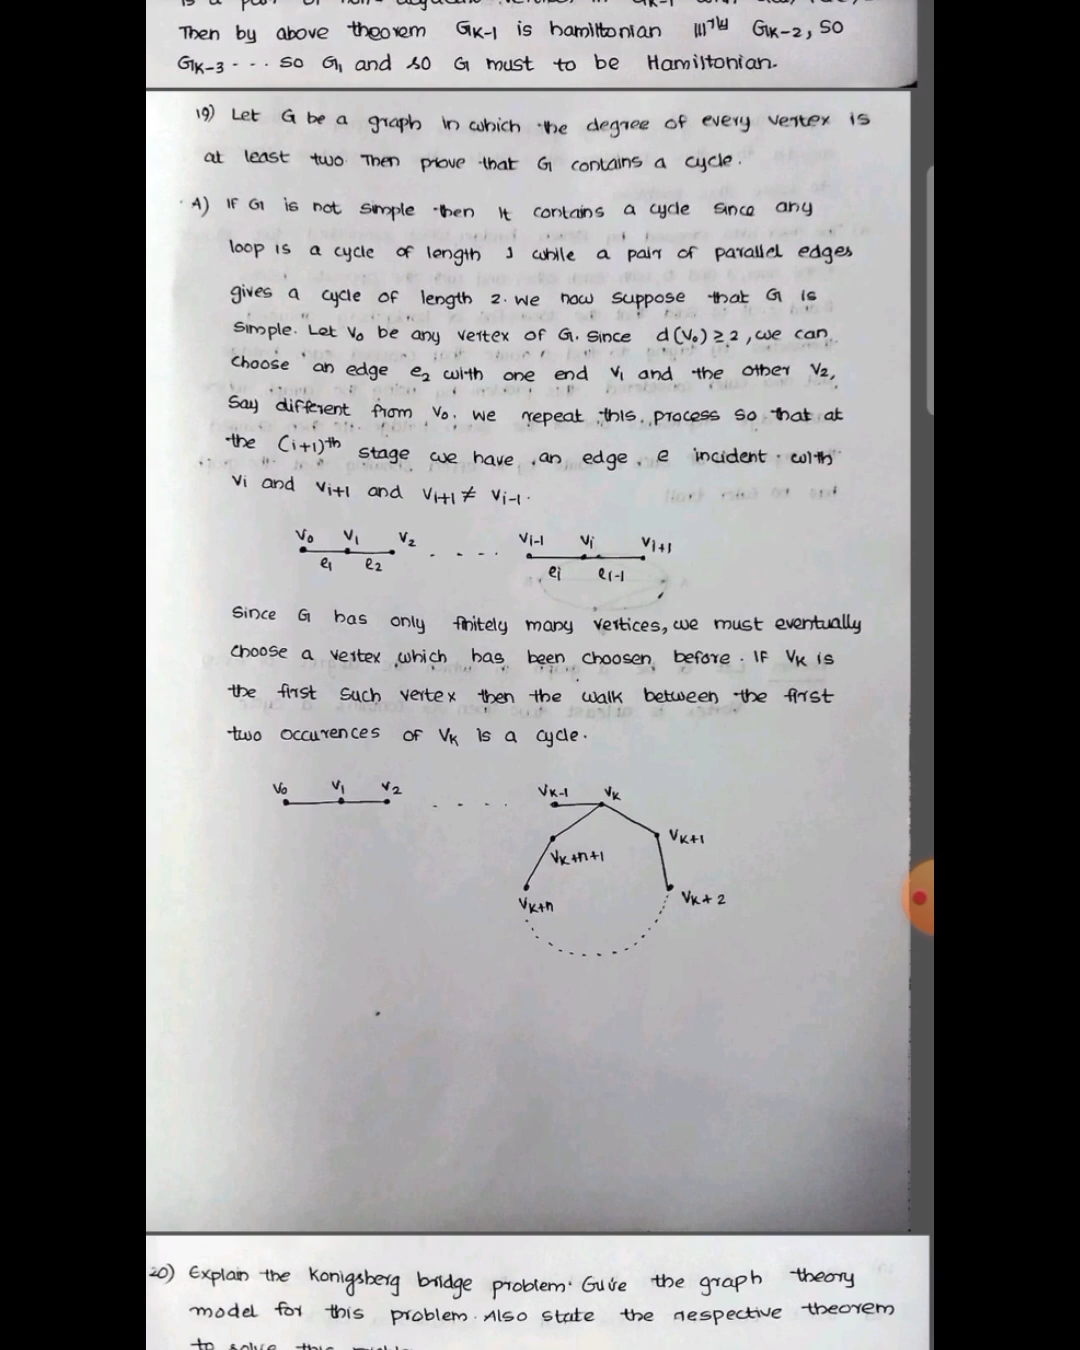 Then by above theorem GK-1 is hamiltonian |||ly GK-2, so
GK-3 - - - so G1 and so G must to be Hamiltonian.
19) Let G be a graph in which the degree of every vertex is
at least two. Then prove that G contains a cycle.
A) If G is not simple then it contains a cycle since any
loop is a cycle of length 1 while a pair of parallel edges
gives a cycle of length 2. we now suppose that G is
simple. Let V0 be any vertex of G. Since d(V0) ≥ 2, we can
choose an edge e2 with one end V1 and the other V2,
Say different from V0. we repeat this process so that at
the (i+1)th stage we have an edge e incident with
Vi and Vi+1 and Vi+1 ≠ Vi-1.
V0 V1 V2 . . . . Vi-1 Vi Vi+1
e1 e2 ei ei-1
Since G has only finitely many vertices, we must eventually
choose a vertex which has been choosen before. If VK is
the first such vertex then the walk between the first
two occurences of VK is a cycle.
V0 V1 V2 . . . . VK-1 VK
VK+1
VK+n+1
VK+n VK+2
20) Explain the Konigsberg bridge problem. Give the graph theory
model for this problem. Also state the respective theorem
to solve this